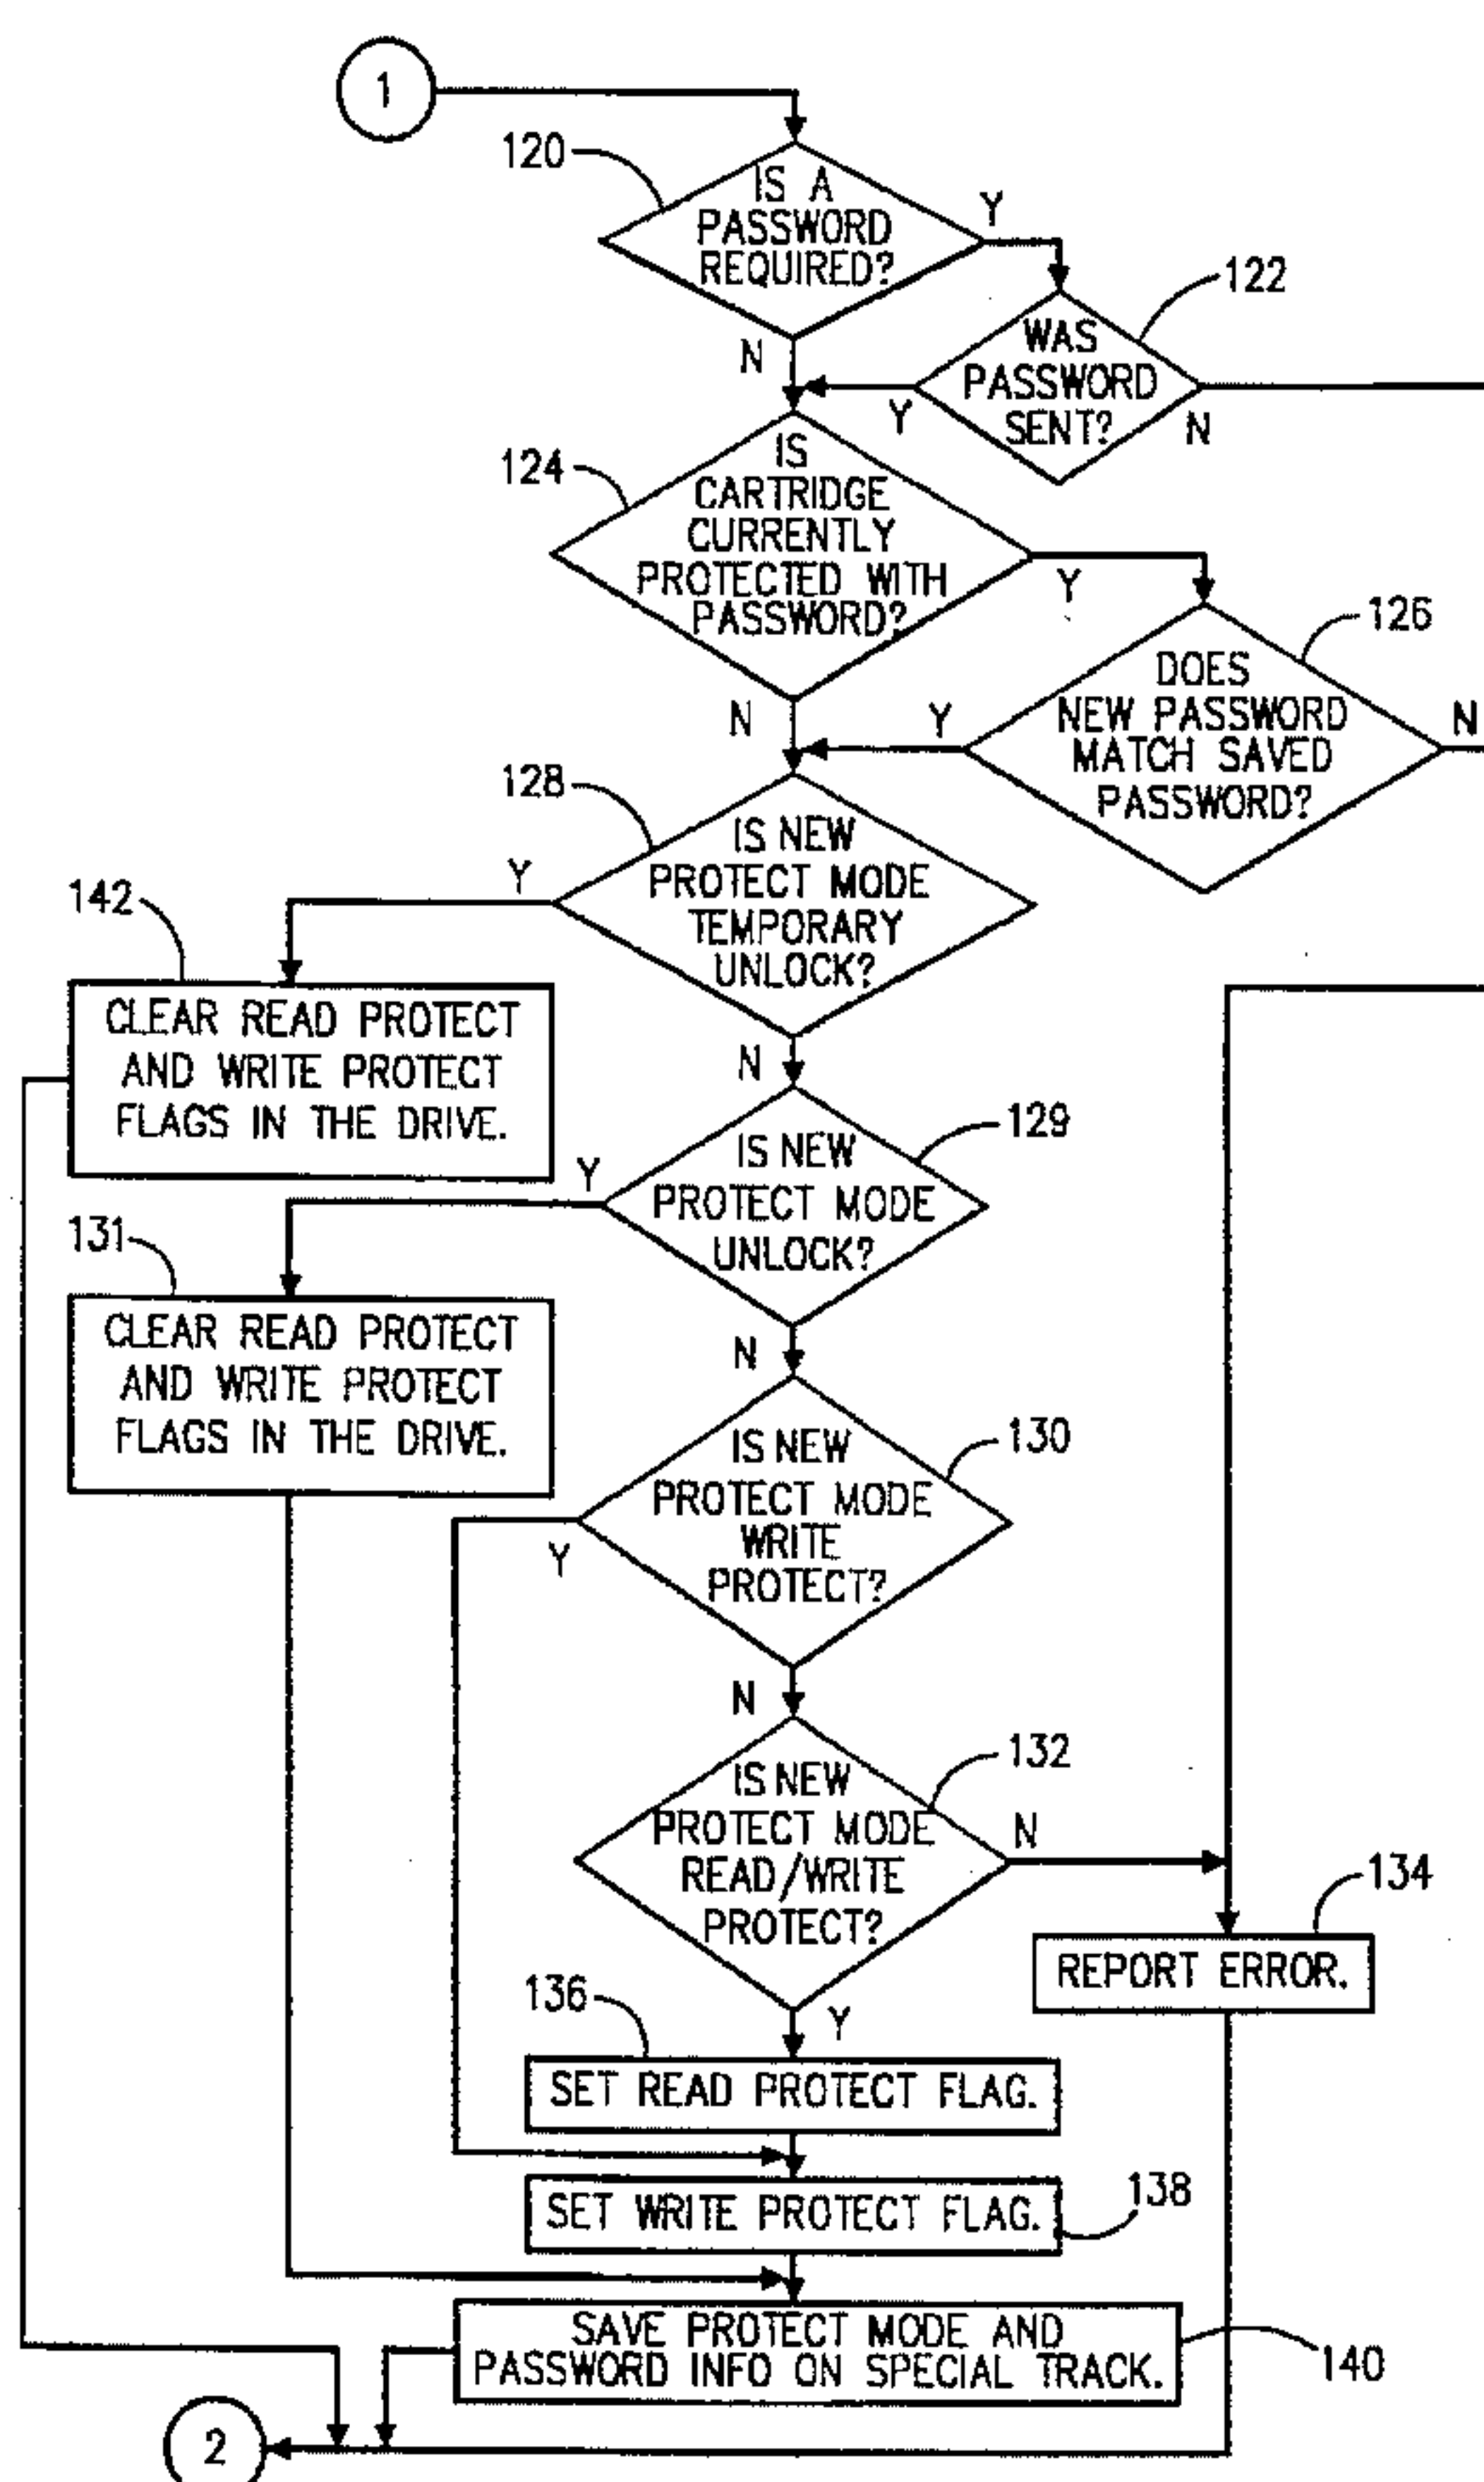 1
120
IS A
PASSWORD
REQUIRED?
Y
N
122
WAS
PASSWORD
SENT?
Y
N
124
IS
CARTRIDGE
CURRENTLY
PROTECTED WITH
PASSWORD?
Y
N
126
DOES
NEW PASSWORD
MATCH SAVED
PASSWORD?
Y
N
128
IS NEW
PROTECT MODE
TEMPORARY
UNLOCK?
Y
N
142
CLEAR READ PROTECT
AND WRITE PROTECT
FLAGS IN THE DRIVE.
129
IS NEW
PROTECT MODE
UNLOCK?
Y
N
131
CLEAR READ PROTECT
AND WRITE PROTECT
FLAGS IN THE DRIVE.
130
IS NEW
PROTECT MODE
WRITE
PROTECT?
Y
N
132
IS NEW
PROTECT MODE
READ/WRITE
PROTECT?
N
Y
134
REPORT ERROR.
136
SET READ PROTECT FLAG.
138
SET WRITE PROTECT FLAG.
SAVE PROTECT MODE AND
PASSWORD INFO ON SPECIAL TRACK.
140
2